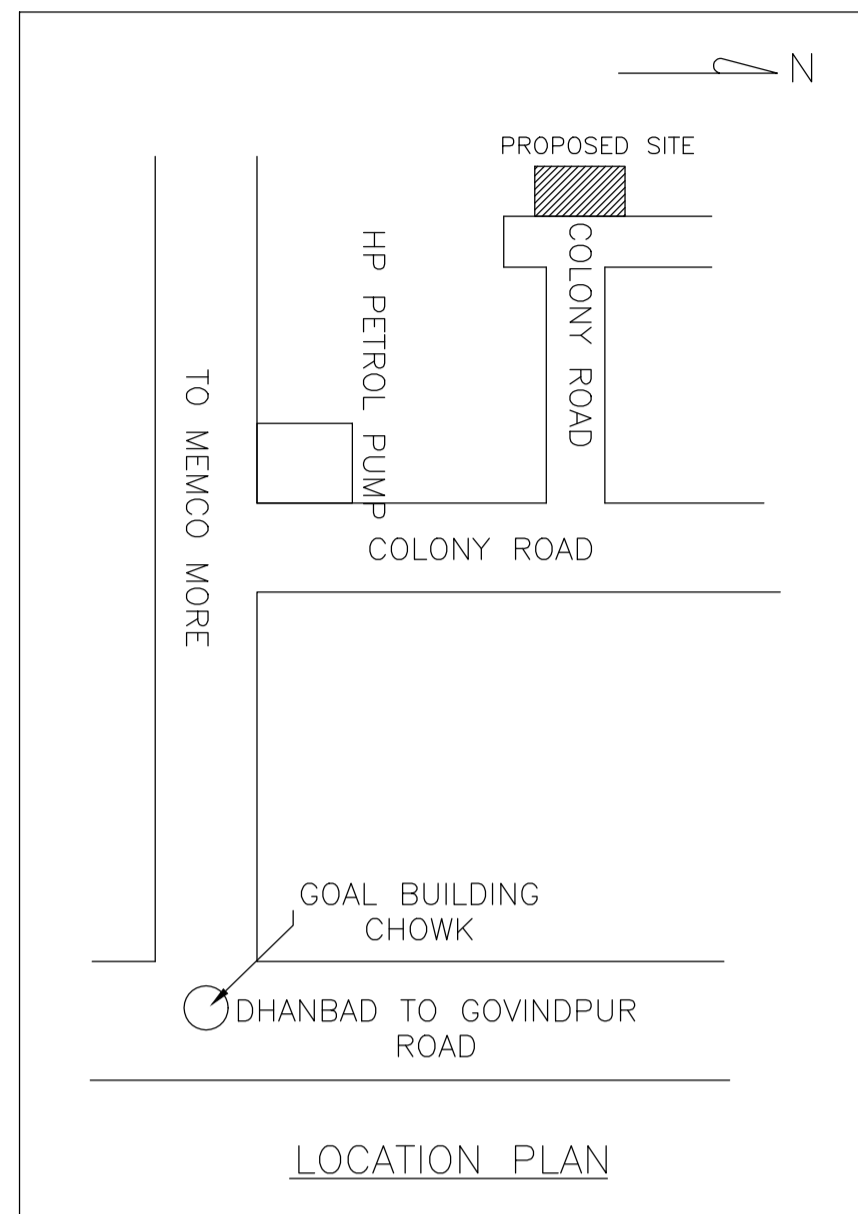 N
PROPOSED SITE
COLONY ROAD
HP PETROL PUMP
TO MEMCO MORE
COLONY ROAD
GOAL BUILDING
CHOWK
DHANBAD TO GOVINDPUR
ROAD
LOCATION PLAN